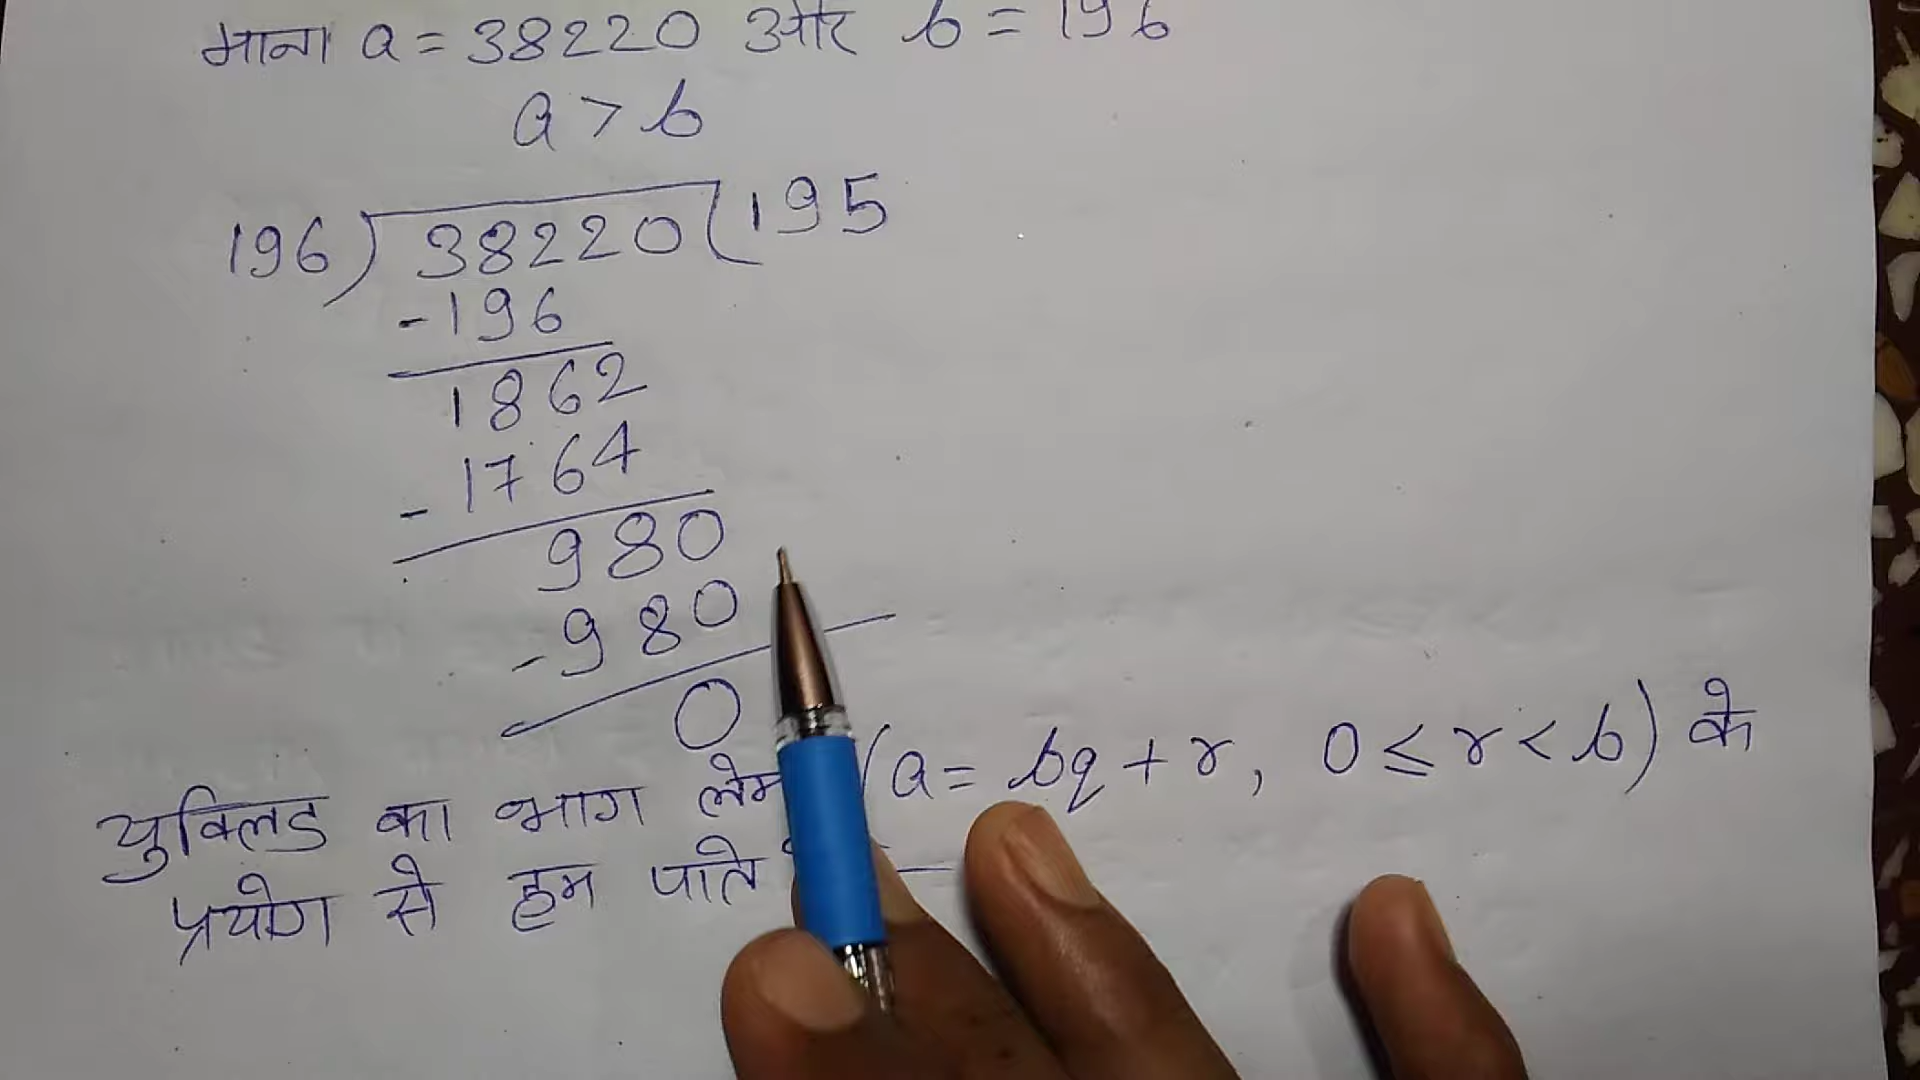 माना a = 38220 और b = 196
a > b
196 ) 38220 ( 195
-196
1862
-1764
980
-980
0
युक्लिड का भाग (a = bq + r, 0 ≤ r < b) के
प्रयोग से हम पाते